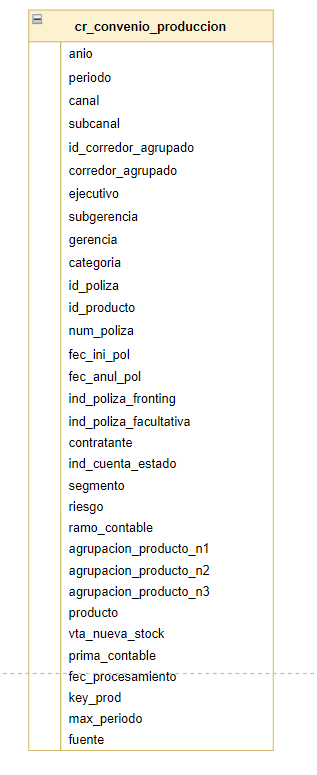 cr_convenio_produccion
anio
periodo
canal
subcanal
id_corredor_agrupado
corredor_agrupado
ejecutivo
subgerencia
gerencia
categoria
id_poliza
id_producto
num_poliza
fec_ini_pol
fec_anul_pol
ind_poliza_fronting
ind_poliza_facultativa
contratante
ind_cuenta_estado
segmento
riesgo
ramo_contable
agrupacion_producto_n1
agrupacion_producto_n2
agrupacion_producto_n3
producto
vta_nueva_stock
prima_contable
fec_procesamiento
key_prod
max_periodo
fuente